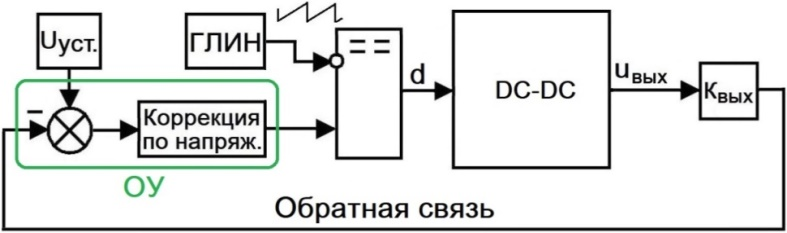 Uуст.
ГЛИН
= =
d
DC-DC
uвых
Kвых
–
Коррекция
по напряж.
ОУ
Обратная связь